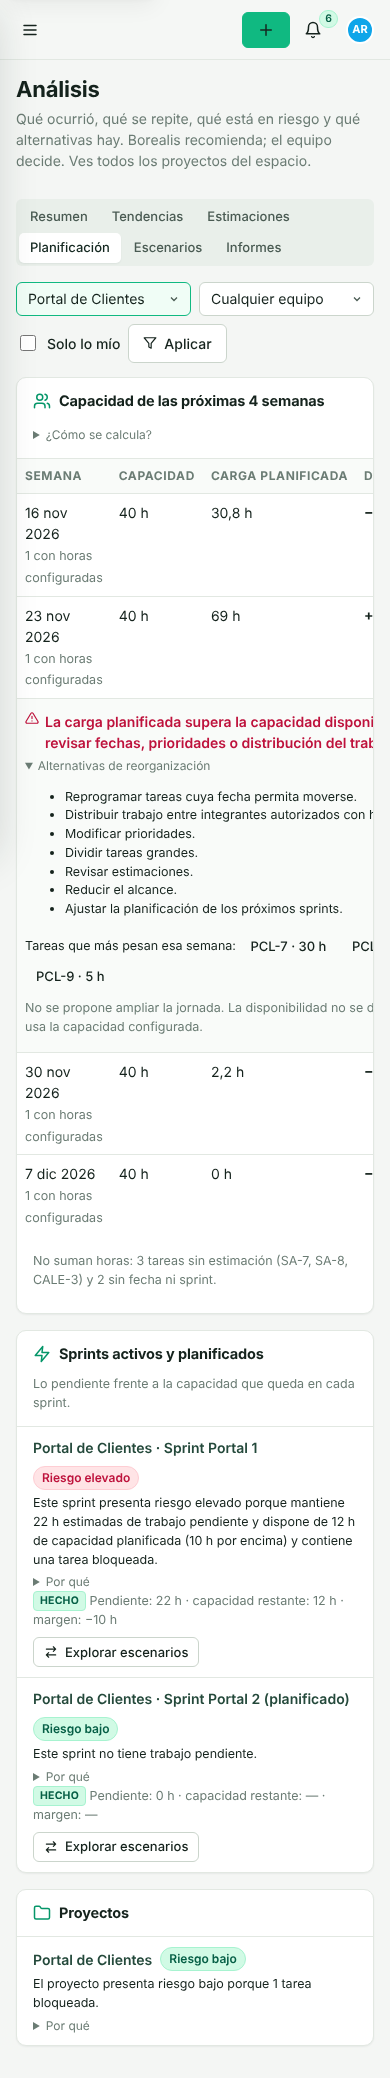 6
AR
Análisis
Qué ocurrió, qué se repite, qué está en riesgo y qué
alternativas hay. Borealis recomienda; el equipo
decide. Ves todos los proyectos del espacio.
Resumen Tendencias Estimaciones
Planificación Escenarios Informes
Portal de Clientes Cualquier equipo
Solo lo mío Aplicar
Capacidad de las próximas 4 semanas
¿Cómo se calcula?
SEMANA CAPACIDAD CARGA PLANIFICADA
16 nov 40 h 30,8 h −
2026
1 con horas
configuradas
23 nov 40 h 69 h +
2026
1 con horas
configuradas
La carga planificada supera la capacidad
revisar fechas, prioridades o distribución del
Alternativas de reorganización
• Reprogramar tareas cuya fecha permita moverse.
• Distribuir trabajo entre integrantes autorizados con
• Modificar prioridades.
• Dividir tareas grandes.
• Revisar estimaciones.
• Reducir el alcance.
• Ajustar la planificación de los próximos sprints.
Tareas que más pesan esa semana: PCL-7 · 30 h
PCL-9 · 5 h
No se propone ampliar la jornada. La disponibilidad no se
usa la capacidad configurada.
30 nov 40 h 2,2 h −
2026
1 con horas
configuradas
7 dic 2026 40 h 0 h −
1 con horas
configuradas
No suman horas: 3 tareas sin estimación (SA-7, SA-8,
CALE-3) y 2 sin fecha ni sprint.
Sprints activos y planificados
Lo pendiente frente a la capacidad que queda en cada
sprint.
Portal de Clientes · Sprint Portal 1
Riesgo elevado
Este sprint presenta riesgo elevado porque mantiene
22 h estimadas de trabajo pendiente y dispone de 12 h
de capacidad planificada (10 h por encima) y contiene
una tarea bloqueada.
Por qué
HECHO Pendiente: 22 h · capacidad restante: 12 h ·
margen: −10 h
Explorar escenarios
Portal de Clientes · Sprint Portal 2 (planificado)
Riesgo bajo
Este sprint no tiene trabajo pendiente.
Por qué
HECHO Pendiente: 0 h · capacidad restante: — ·
margen: —
Explorar escenarios
Proyectos
Portal de Clientes Riesgo bajo
El proyecto presenta riesgo bajo porque 1 tarea
bloqueada.
Por qué